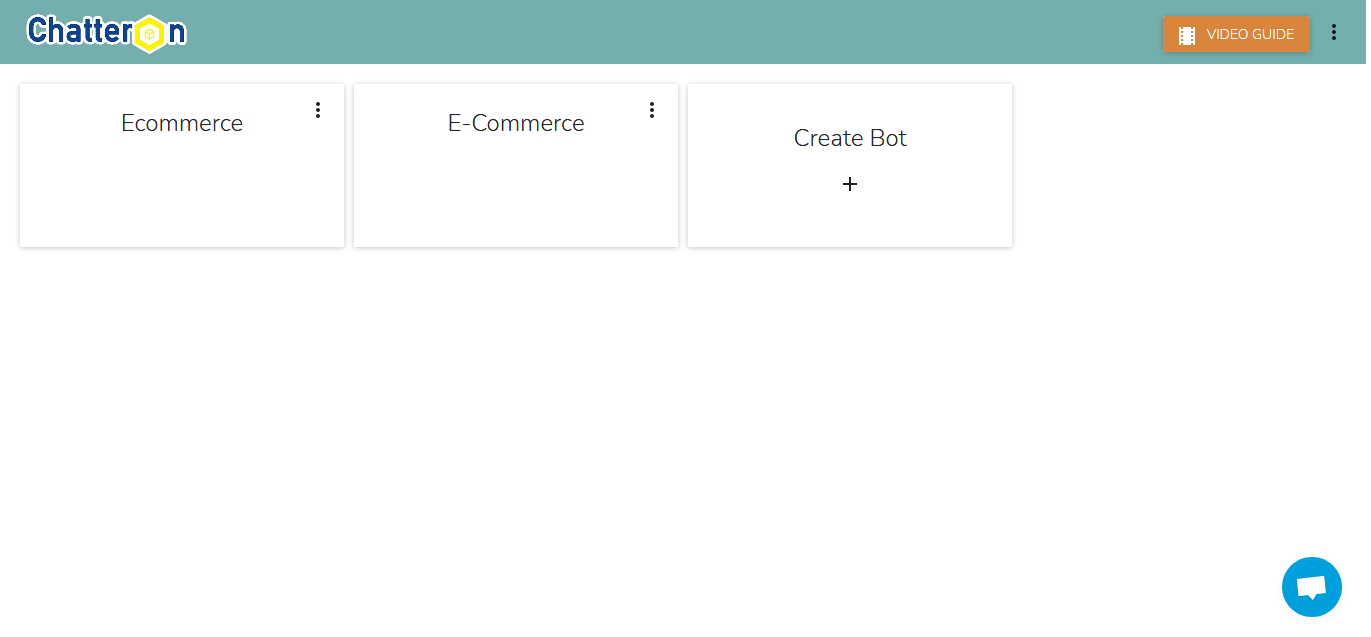 ChatterOn
VIDEO GUIDE
Ecommerce
E-Commerce
Create Bot
+